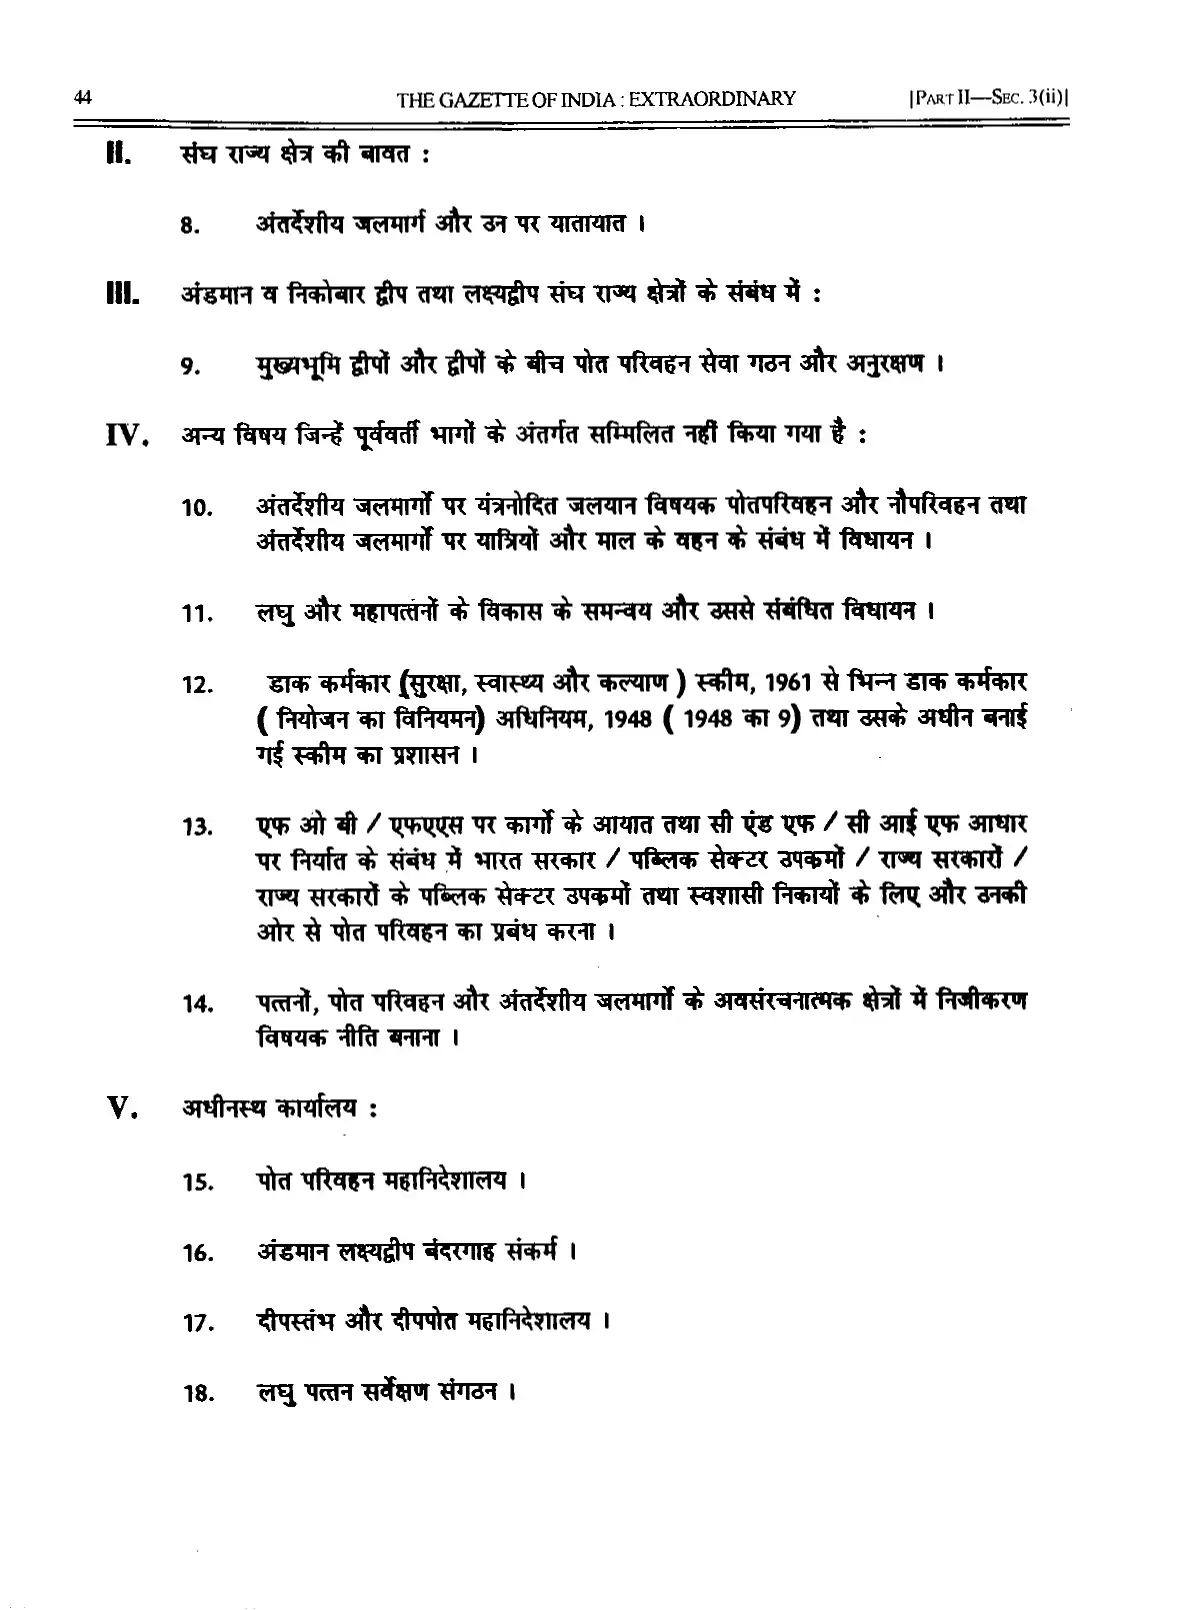 44 THE GAZETTE OF INDIA : EXTRAORDINARY [PART II—SEC. 3(ii)]
II. संघ राज्य क्षेत्र की बावत :
8. अंतर्देशीय जलमार्ग और उन पर यातायात ।
III. अंडमान व निकोबार द्वीप तथा लक्ष्यद्वीप संघ राज्य क्षेत्रों के संबंध में :
9. मुख्यभूमि द्वीपों और द्वीपों के बीच पोत परिवहन सेवा गठन और अनुरक्षण ।
IV. अन्य विषय जिन्हें पूर्ववर्ती भागों के अंतर्गत सम्मिलित नहीं किया गया है :
10. अंतर्देशीय जलमार्गों पर यंत्रनोदित जलयान विषयक पोतपरिवहन और नौपरिवहन तथा
अंतर्देशीय जलमार्गों पर यात्रियों और माल के वहन के संबंध में विधायन ।
11. लघु और महापत्तनों के विकास के समन्वय और उससे संबंधित विधायन ।
12. डाक कर्मकार (सुरक्षा, स्वास्थ्य और कल्याण ) स्कीम, 1961 से भिन्न डाक कर्मकार
( नियोजन का विनियमन) अधिनियम, 1948 ( 1948 का 9) तथा उसके अधीन बनाई
गई स्कीम का प्रशासन ।
13. एफ ओ बी / एफएएस पर कार्गो के आयात तथा सी एंड एफ / सी आई एफ आधार
पर निर्यात के संबंध में भारत सरकार / पब्लिक सेक्टर उपक्रमों / राज्य सरकारों /
राज्य सरकारों के पब्लिक सेक्टर उपक्रमों तथा स्वशासी निकायों के लिए और उनकी
ओर से पोत परिवहन का प्रबंध करना ।
14. पत्तनों, पोत परिवहन और अंतर्देशीय जलमार्गों के अवसंरचनात्मक क्षेत्रों में निजीकरण
विषयक नीति बनाना ।
V. अधीनस्थ कार्यालय :
15. पोत परिवहन महानिदेशालय ।
16. अंडमान लक्ष्यद्वीप बंदरगाह संकर्म ।
17. दीपस्तंभ और दीपपोत महानिदेशालय ।
18. लघु पत्तन सर्वेक्षण संगठन ।